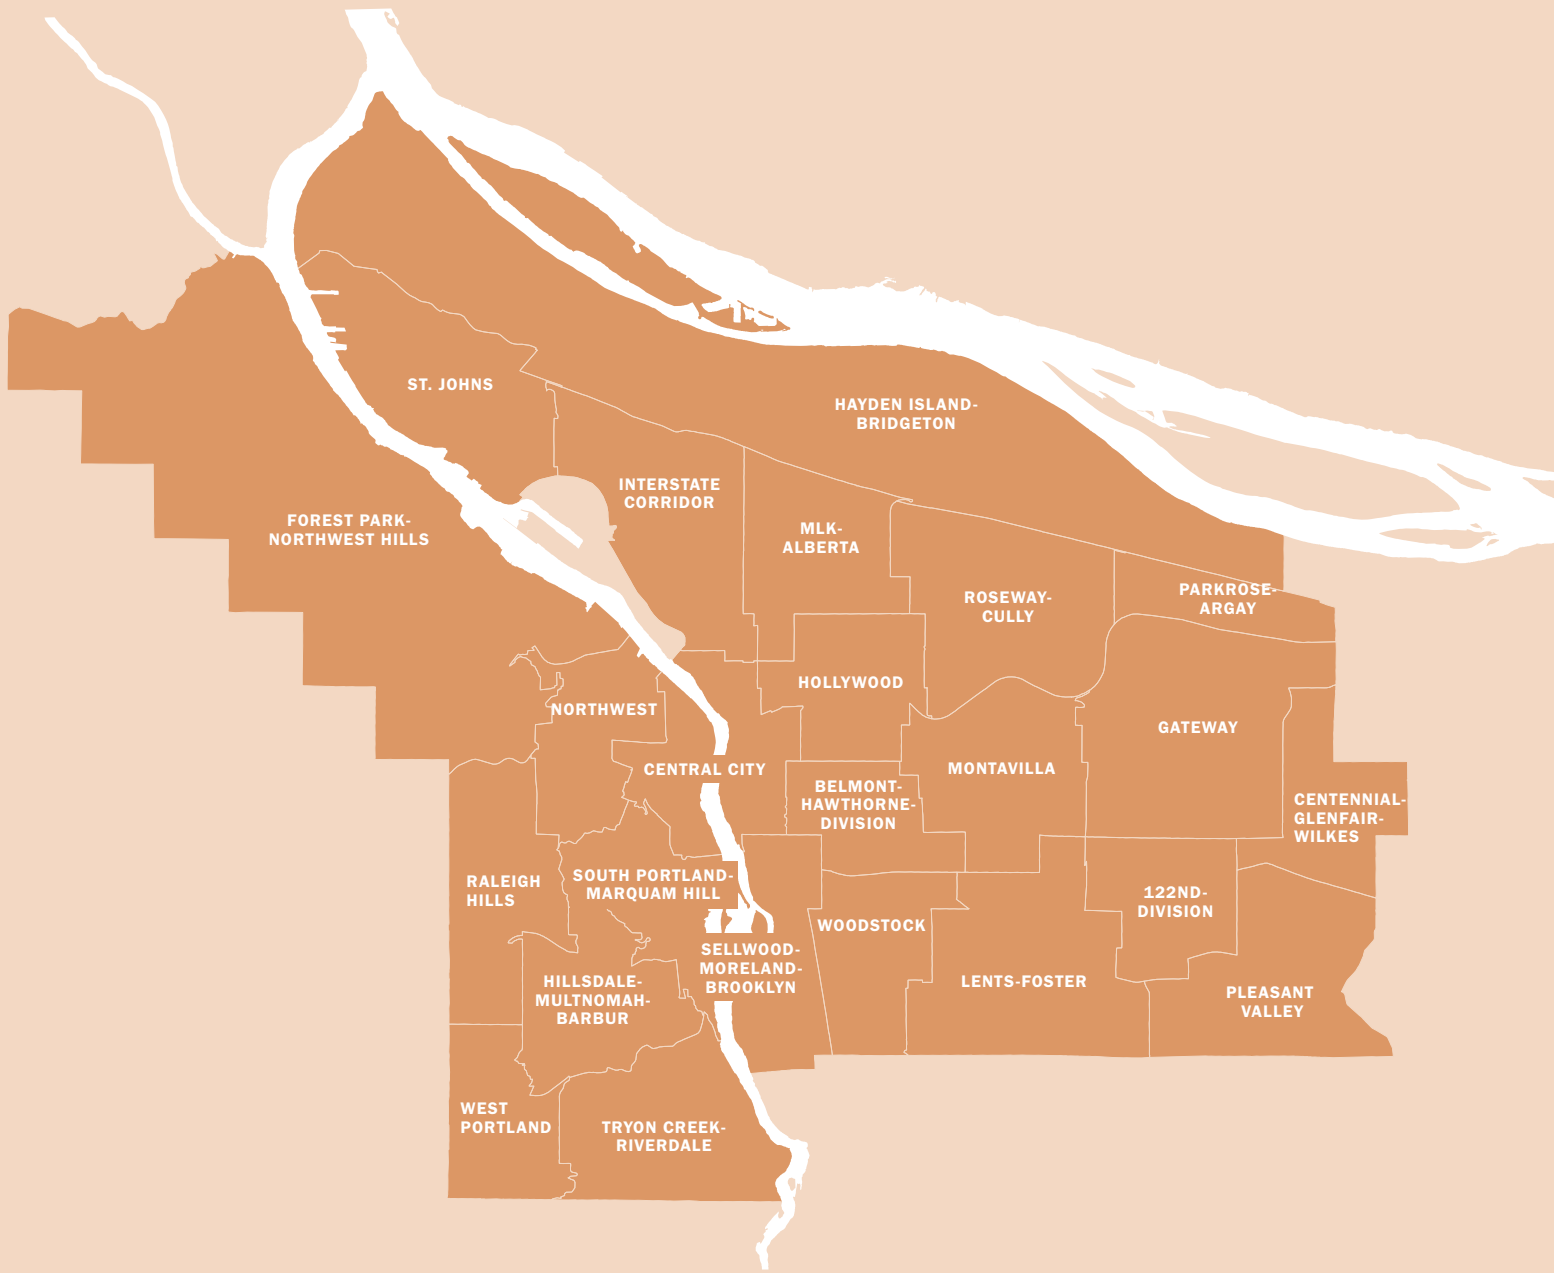 ST. JOHNS
HAYDEN ISLAND-
BRIDGETON
INTERSTATE
CORRIDOR
FOREST PARK-
NORTHWEST HILLS
MLK-
ALBERTA
PARKROSE-
ARGAY
ROSEWAY-
CULLY
HOLLYWOOD
NORTHWEST
GATEWAY
CENTRAL CITY
MONTAVILLA
BELMONT-
HAWTHORNE-
DIVISION
CENTENNIAL-
GLENFAIR-
WILKES
RALEIGH
HILLS
SOUTH PORTLAND-
MARQUAM HILL
122ND-
DIVISION
WOODSTOCK
SELLWOOD-
MORELAND-
BROOKLYN
HILLSDALE-
MULTNOMAH-
BARBUR
LENTS-FOSTER
PLEASANT
VALLEY
WEST
PORTLAND
TRYON CREEK-
RIVERDALE